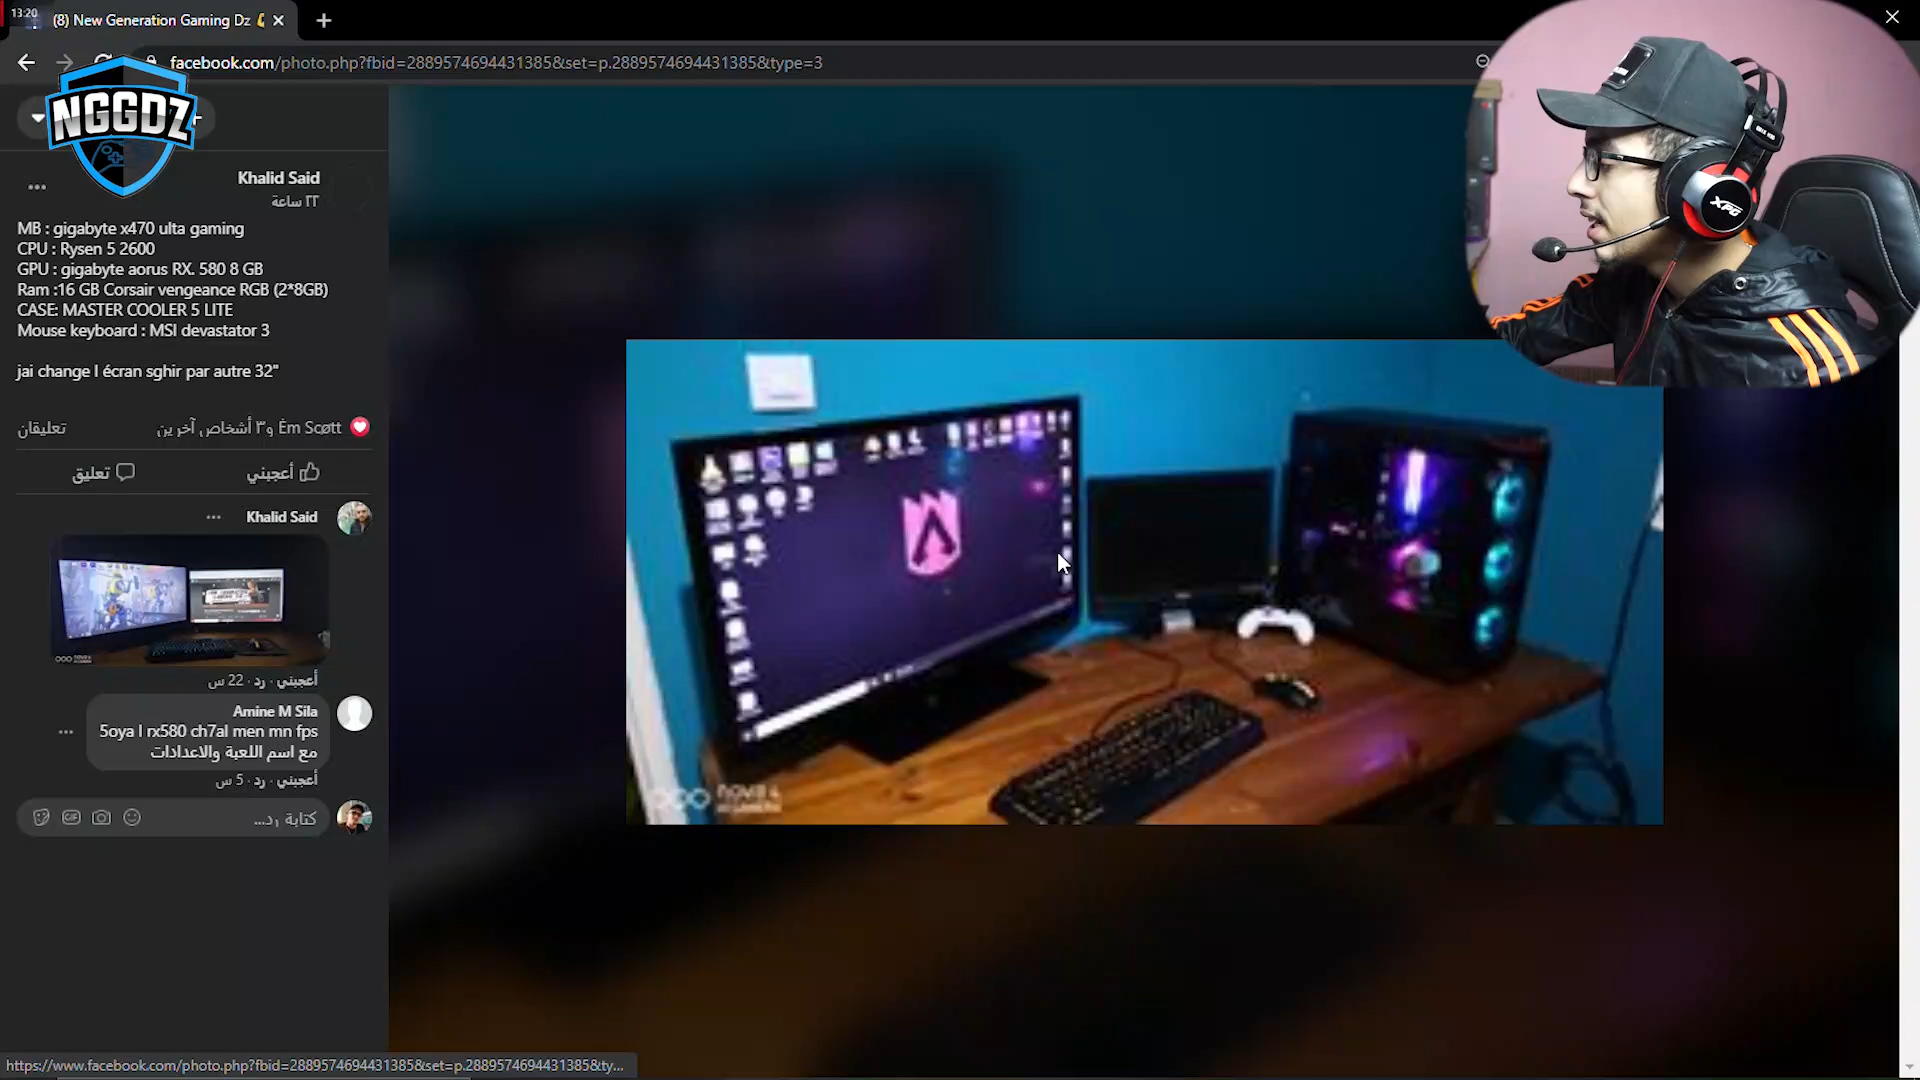 13:20
(8) New Generation Gaming Dz
facebook.com/photo.php?fbid=2889574694431385&set=p.2889574694431385&type=3
NGGDZ
Khalid Said
٢٢ ساعة
MB : gigabyte x470 ulta gaming
CPU : Rysen 5 2600
GPU : gigabyte aorus RX. 580 8 GB
Ram :16 GB Corsair vengeance RGB (2*8GB)
CASE: MASTER COOLER 5 LITE
Mouse keyboard : MSI devastator 3
jai change l écran sghir par autre 32"
Ëm Scøtt و٣ أشخاص آخرين
تعليقان
أعجبني
تعليق
Khalid Said
أعجبني · رد · 22 س
Amine M Sila
5oya l rx580 ch7al men mn fps
مع اسم اللعبة والاعدادات
أعجبني · رد · 5 س
كتابة رد...
GIF
XPG
https://www.facebook.com/photo.php?fbid=2889574694431385&set=p.2889574694431385&ty...